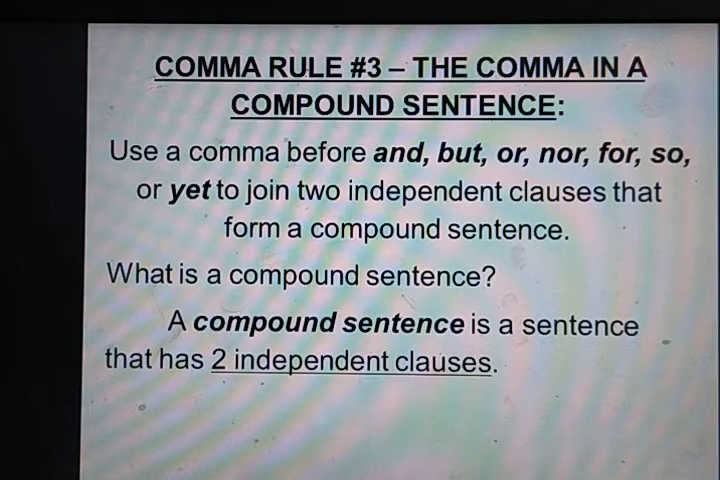 COMMA RULE #3 – THE COMMA IN A
COMPOUND SENTENCE:
Use a comma before and, but, or, nor, for, so,
or yet to join two independent clauses that
form a compound sentence.
What is a compound sentence?
A compound sentence is a sentence
that has 2 independent clauses.